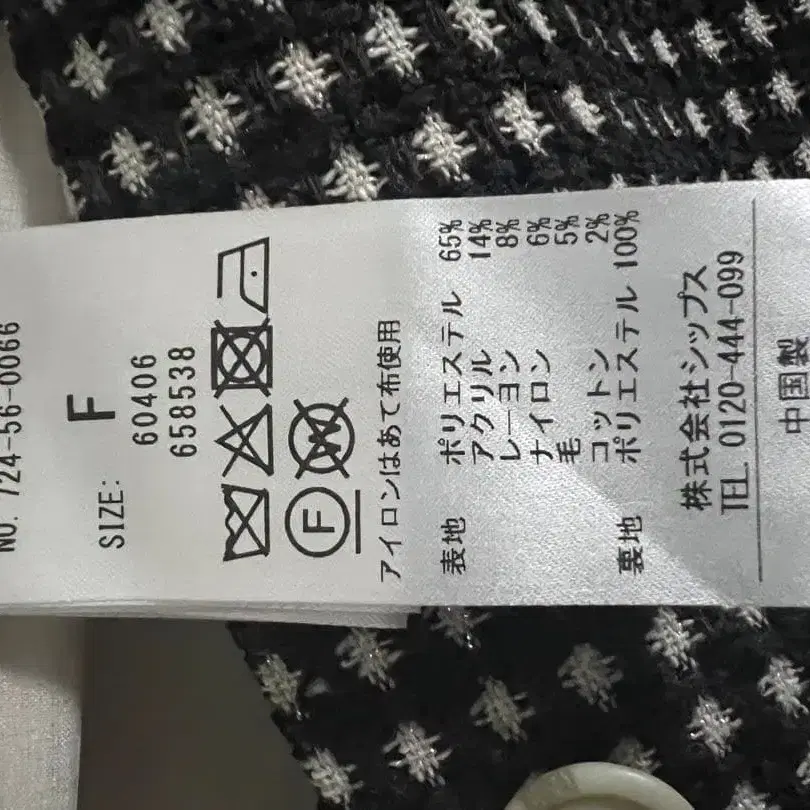 NO. 724-56-0066
SIZE: F
60406
658538
F
W
アイロンはあて布使用
表地 ポリエステル 65%
アクリル 14%
レーヨン 8%
ナイロン 6%
毛 5%
コットン 2%
裏地 ポリエステル 100%
株式会社シップス
TEL. 0120-444-099
中国製